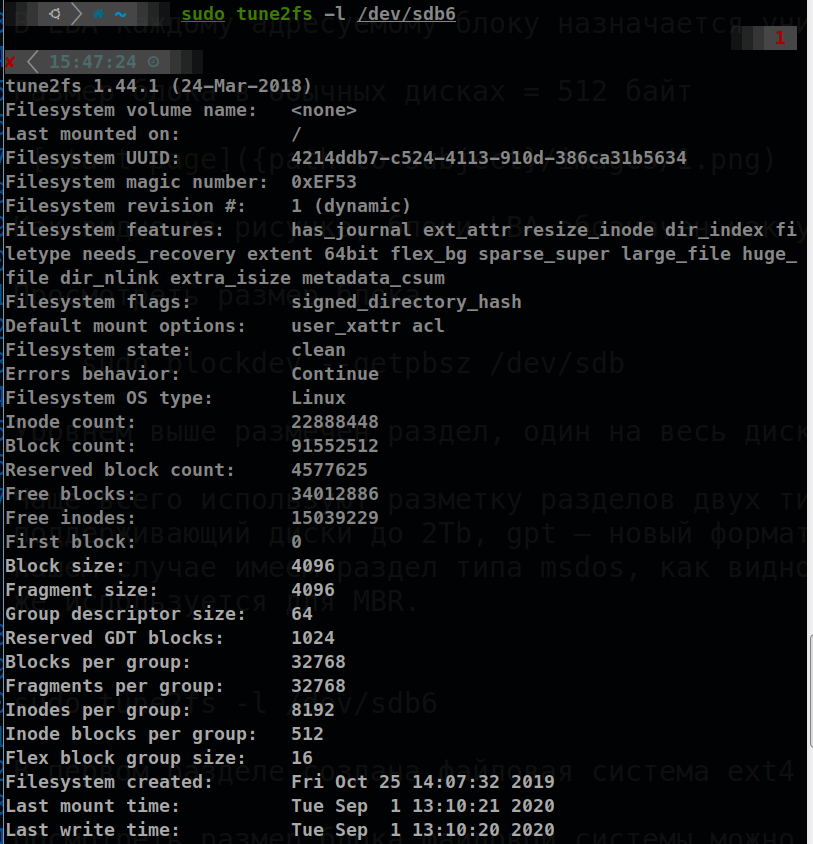 sudo tune2fs -l /dev/sdb6
1
✘ 15:47:24
tune2fs 1.44.1 (24-Mar-2018)
Filesystem volume name:   <none>
Last mounted on:          /
Filesystem UUID:          4214ddb7-c524-4113-910d-386ca31b5634
Filesystem magic number:  0xEF53
Filesystem revision #:    1 (dynamic)
Filesystem features:      has_journal ext_attr resize_inode dir_index fi
letype needs_recovery extent 64bit flex_bg sparse_super large_file huge_
file dir_nlink extra_isize metadata_csum
Filesystem flags:         signed_directory_hash
Default mount options:    user_xattr acl
Filesystem state:         clean
Errors behavior:          Continue
Filesystem OS type:       Linux
Inode count:              22888448
Block count:              91552512
Reserved block count:     4577625
Free blocks:              34012886
Free inodes:              15039229
First block:              0
Block size:               4096
Fragment size:            4096
Group descriptor size:    64
Reserved GDT blocks:      1024
Blocks per group:         32768
Fragments per group:      32768
Inodes per group:         8192
Inode blocks per group:   512
Flex block group size:    16
Filesystem created:       Fri Oct 25 14:07:32 2019
Last mount time:          Tue Sep  1 13:10:21 2020
Last write time:          Tue Sep  1 13:10:20 2020